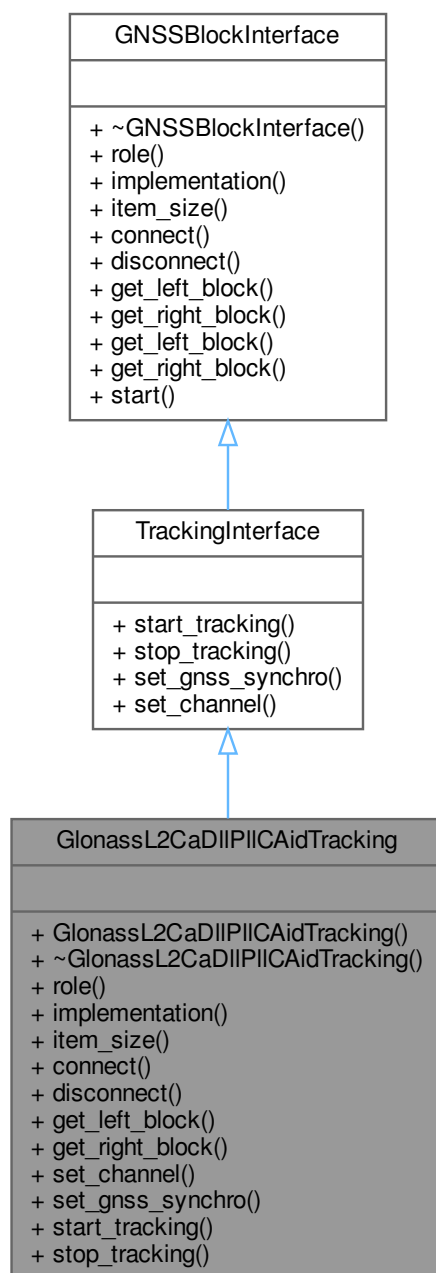 GNSSBlockInterface
+ ~GNSSBlockInterface()
+ role()
+ implementation()
+ item_size()
+ connect()
+ disconnect()
+ get_left_block()
+ get_right_block()
+ get_left_block()
+ get_right_block()
+ start()
TrackingInterface
+ start_tracking()
+ stop_tracking()
+ set_gnss_synchro()
+ set_channel()
GlonassL2CaDllPllCAidTracking
+ GlonassL2CaDllPllCAidTracking()
+ ~GlonassL2CaDllPllCAidTracking()
+ role()
+ implementation()
+ item_size()
+ connect()
+ disconnect()
+ get_left_block()
+ get_right_block()
+ set_channel()
+ set_gnss_synchro()
+ start_tracking()
+ stop_tracking()